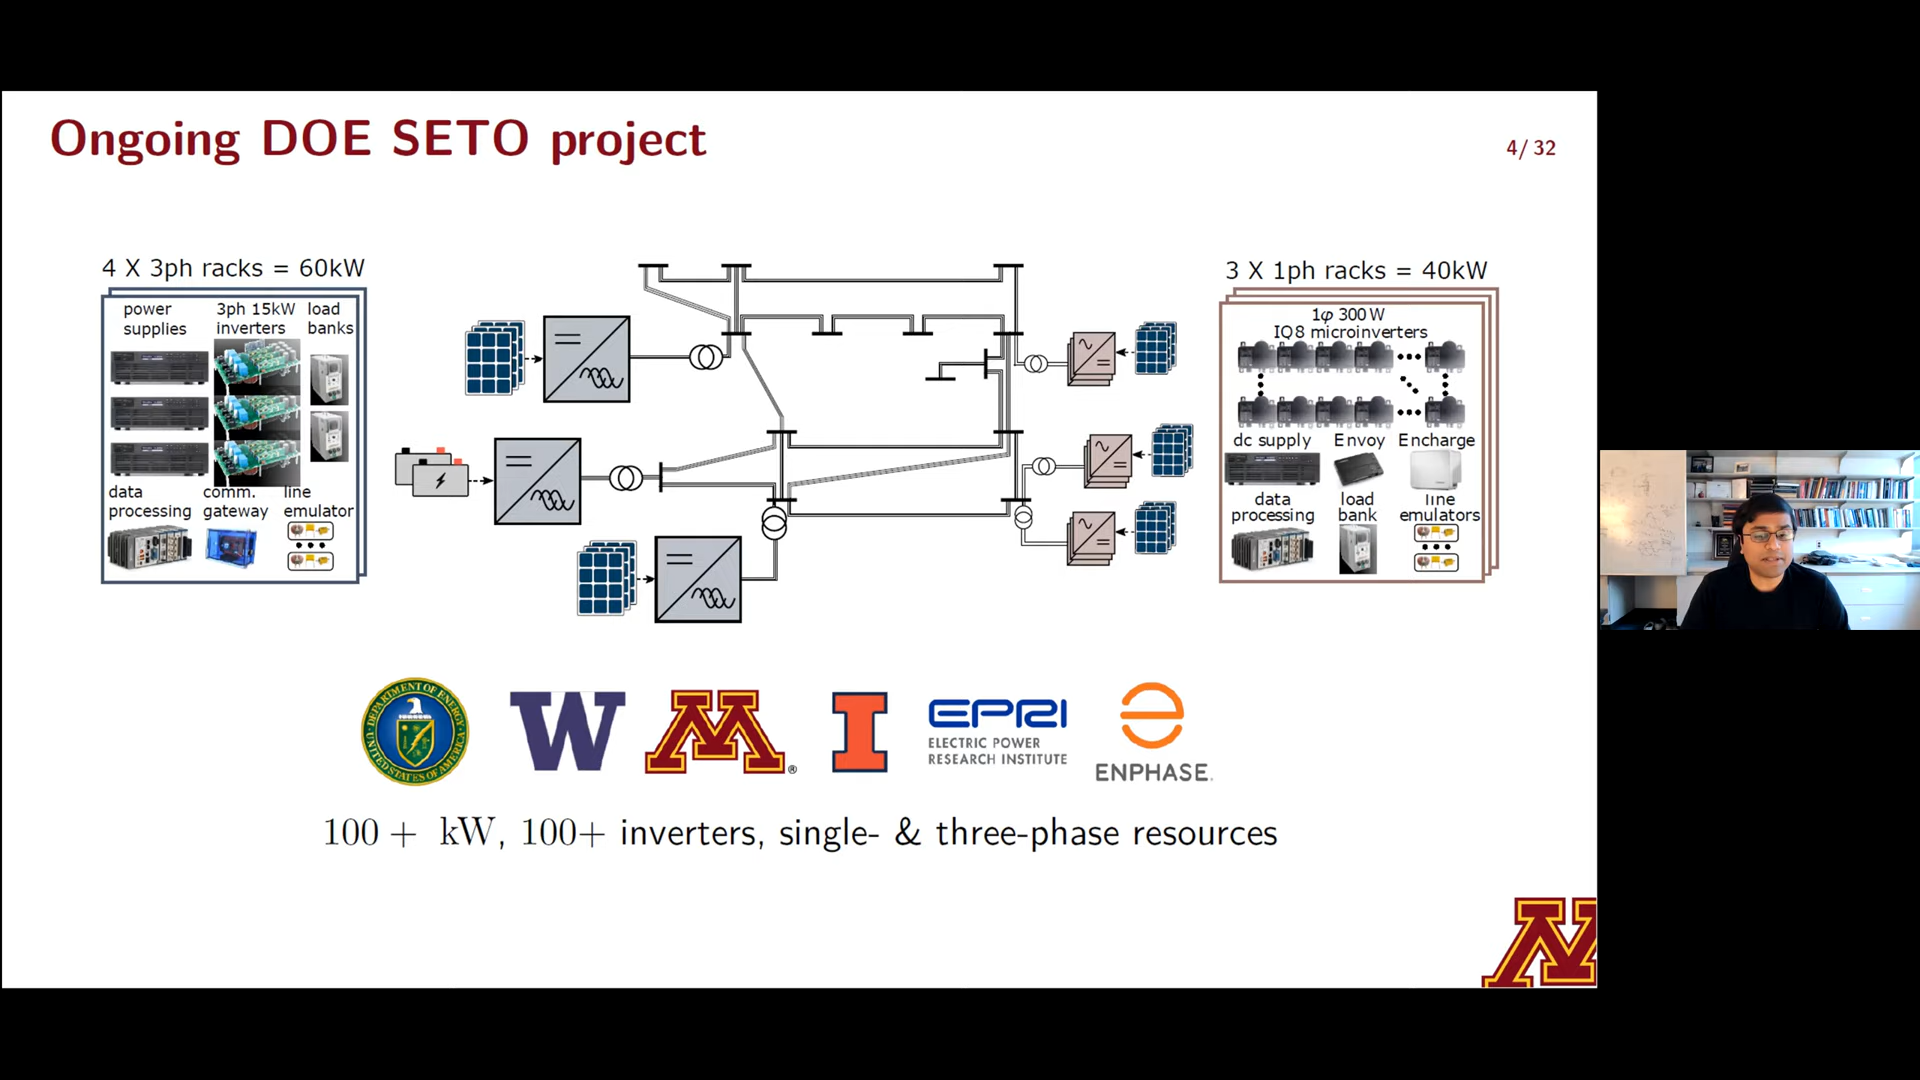 Ongoing DOE SETO project
4/ 32
4 X 3ph racks = 60kW
power
supplies
3ph 15kW
inverters
load
banks
data
processing
comm.
gateway
line
emulator
3 X 1ph racks = 40kW
1φ 300 W
IQ8 microinverters
dc supply
Envoy
Encharge
data
processing
load
bank
line
emulators
DEPARTMENT OF ENERGY
UNITED STATES OF AMERICA
W
M®
I
EPRI
ELECTRIC POWER
RESEARCH INSTITUTE
ENPHASE.
100 + kW, 100+ inverters, single- & three-phase resources
M